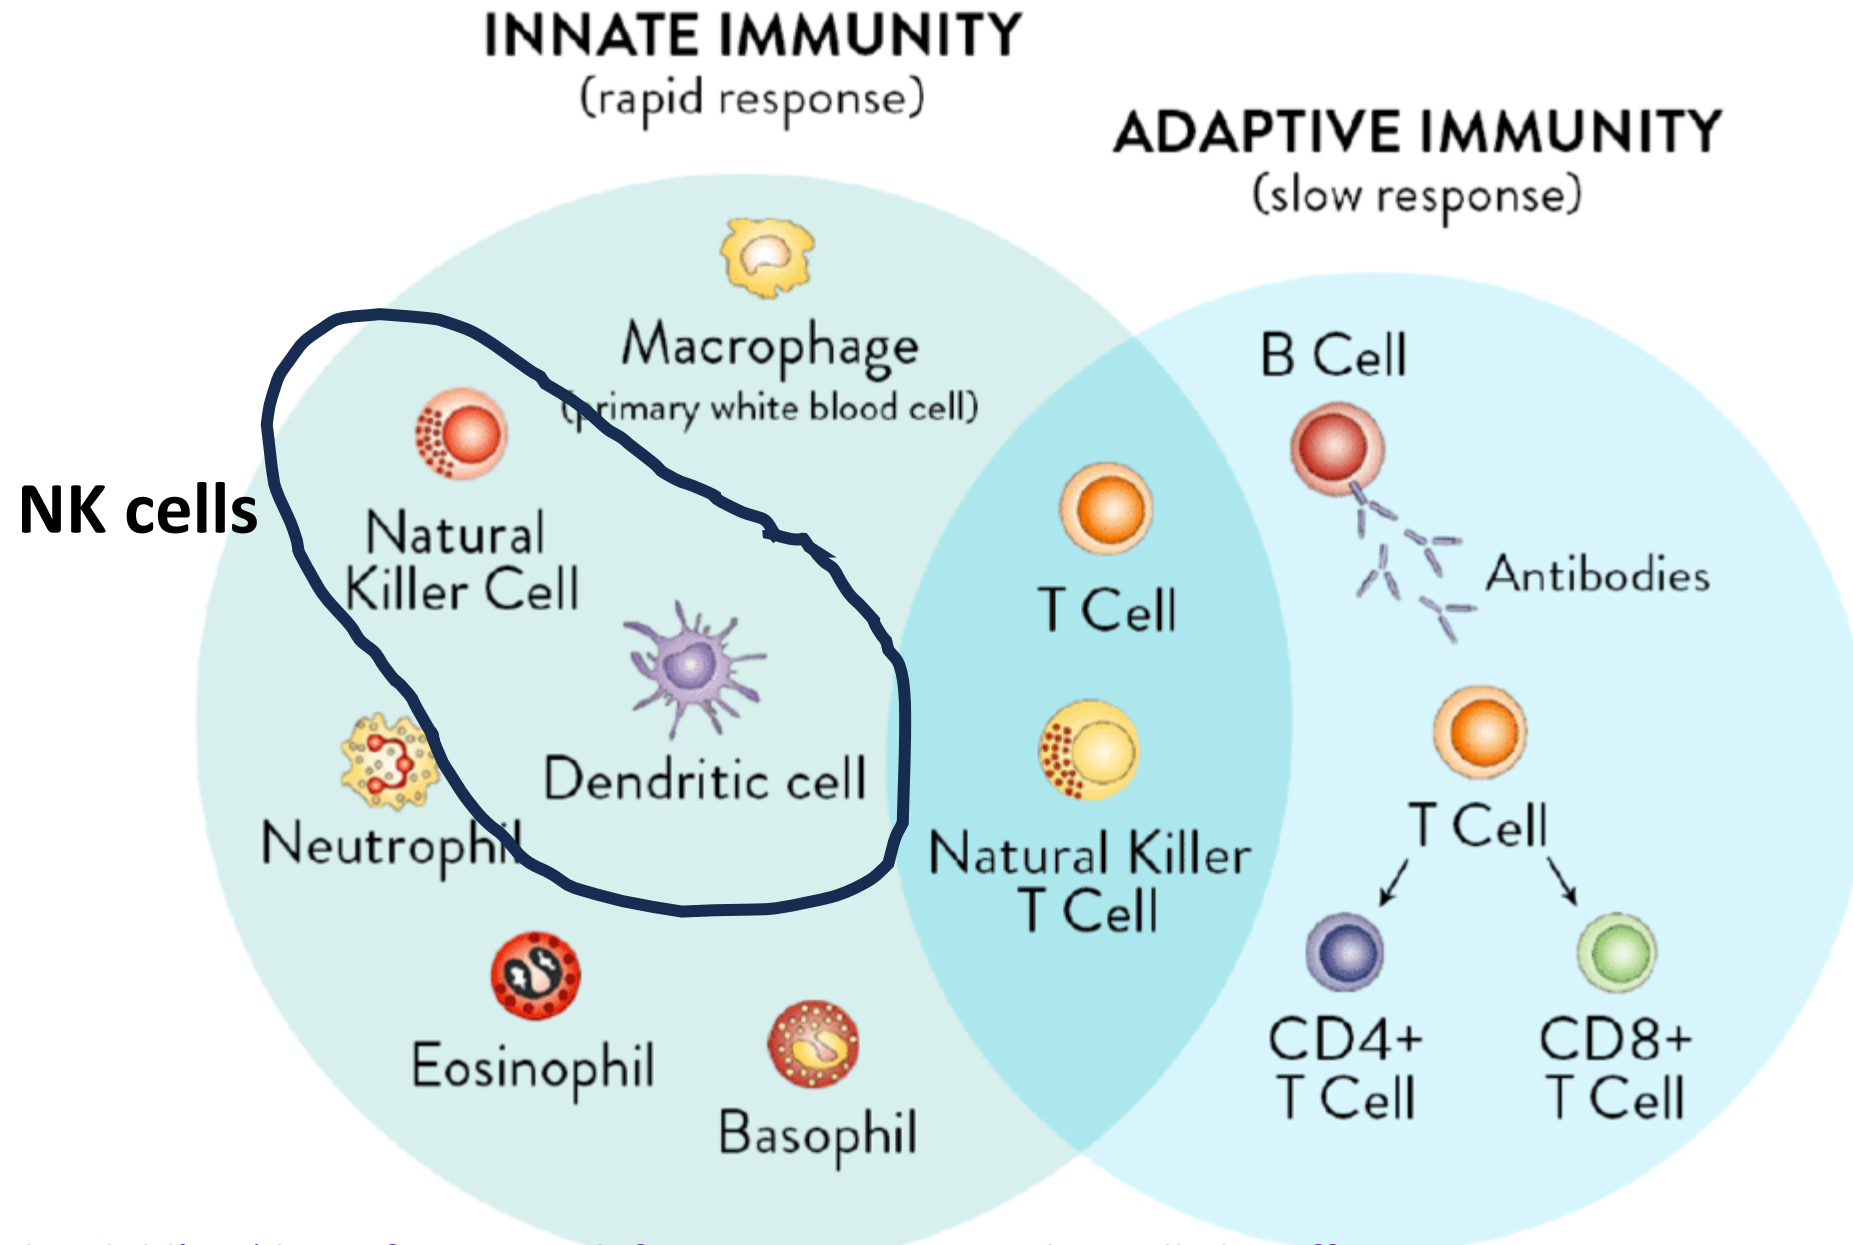 INNATE IMMUNITY
(rapid response)
ADAPTIVE IMMUNITY
(slow response)
Macrophage
(primary white blood cell)
B Cell
NK cells
Natural
Killer Cell
Antibodies
T Cell
Dendritic cell
Neutrophil
Natural Killer
T Cell
T Cell
Eosinophil
Basophil
CD4+
T Cell
CD8+
T Cell